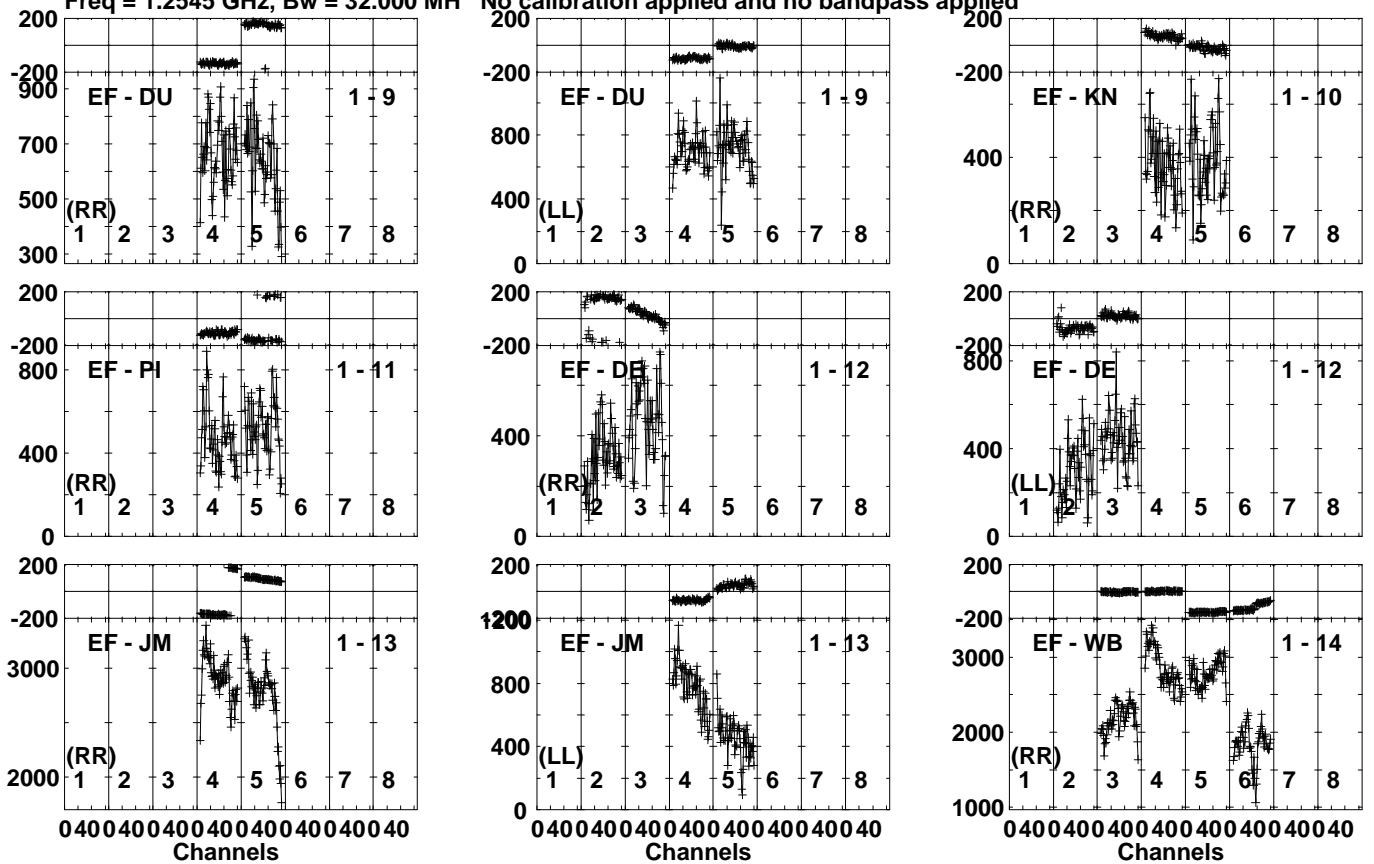 Freq = 1.2545 GHz, Bw = 32.000 MH No calibration applied and no bandpass applied
200
-200
900
700
500
300
EF - DU 1 - 9
(RR)
1 2 3 4 5 6 7 8
200
-200
800
400
0
EF - DU 1 - 9
(LL)
1 2 3 4 5 6 7 8
200
-200
400
0
EF - KN 1 - 10
(RR)
1 2 3 4 5 6 7 8
200
-200
800
400
0
EF - PI 1 - 11
(RR)
1 2 3 4 5 6 7 8
200
-200
400
0
EF - DE 1 - 12
(RR)
1 2 3 4 5 6 7 8
200
-200
800
400
0
EF - DE 1 - 12
(LL)
1 2 3 4 5 6 7 8
200
-200
3000
2000
EF - JM 1 - 13
(RR)
1 2 3 4 5 6 7 8
0 40 0 40 0 40 0 40 0 40 0 40 0 40 0 40
Channels
200
-200
1200
800
400
0
EF - JM 1 - 13
(LL)
1 2 3 4 5 6 7 8
0 40 0 40 0 40 0 40 0 40 0 40 0 40 0 40
Channels
200
-200
3000
2000
1000
EF - WB 1 - 14
(RR)
1 2 3 4 5 6 7 8
0 40 0 40 0 40 0 40 0 40 0 40 0 40 0 40
Channels